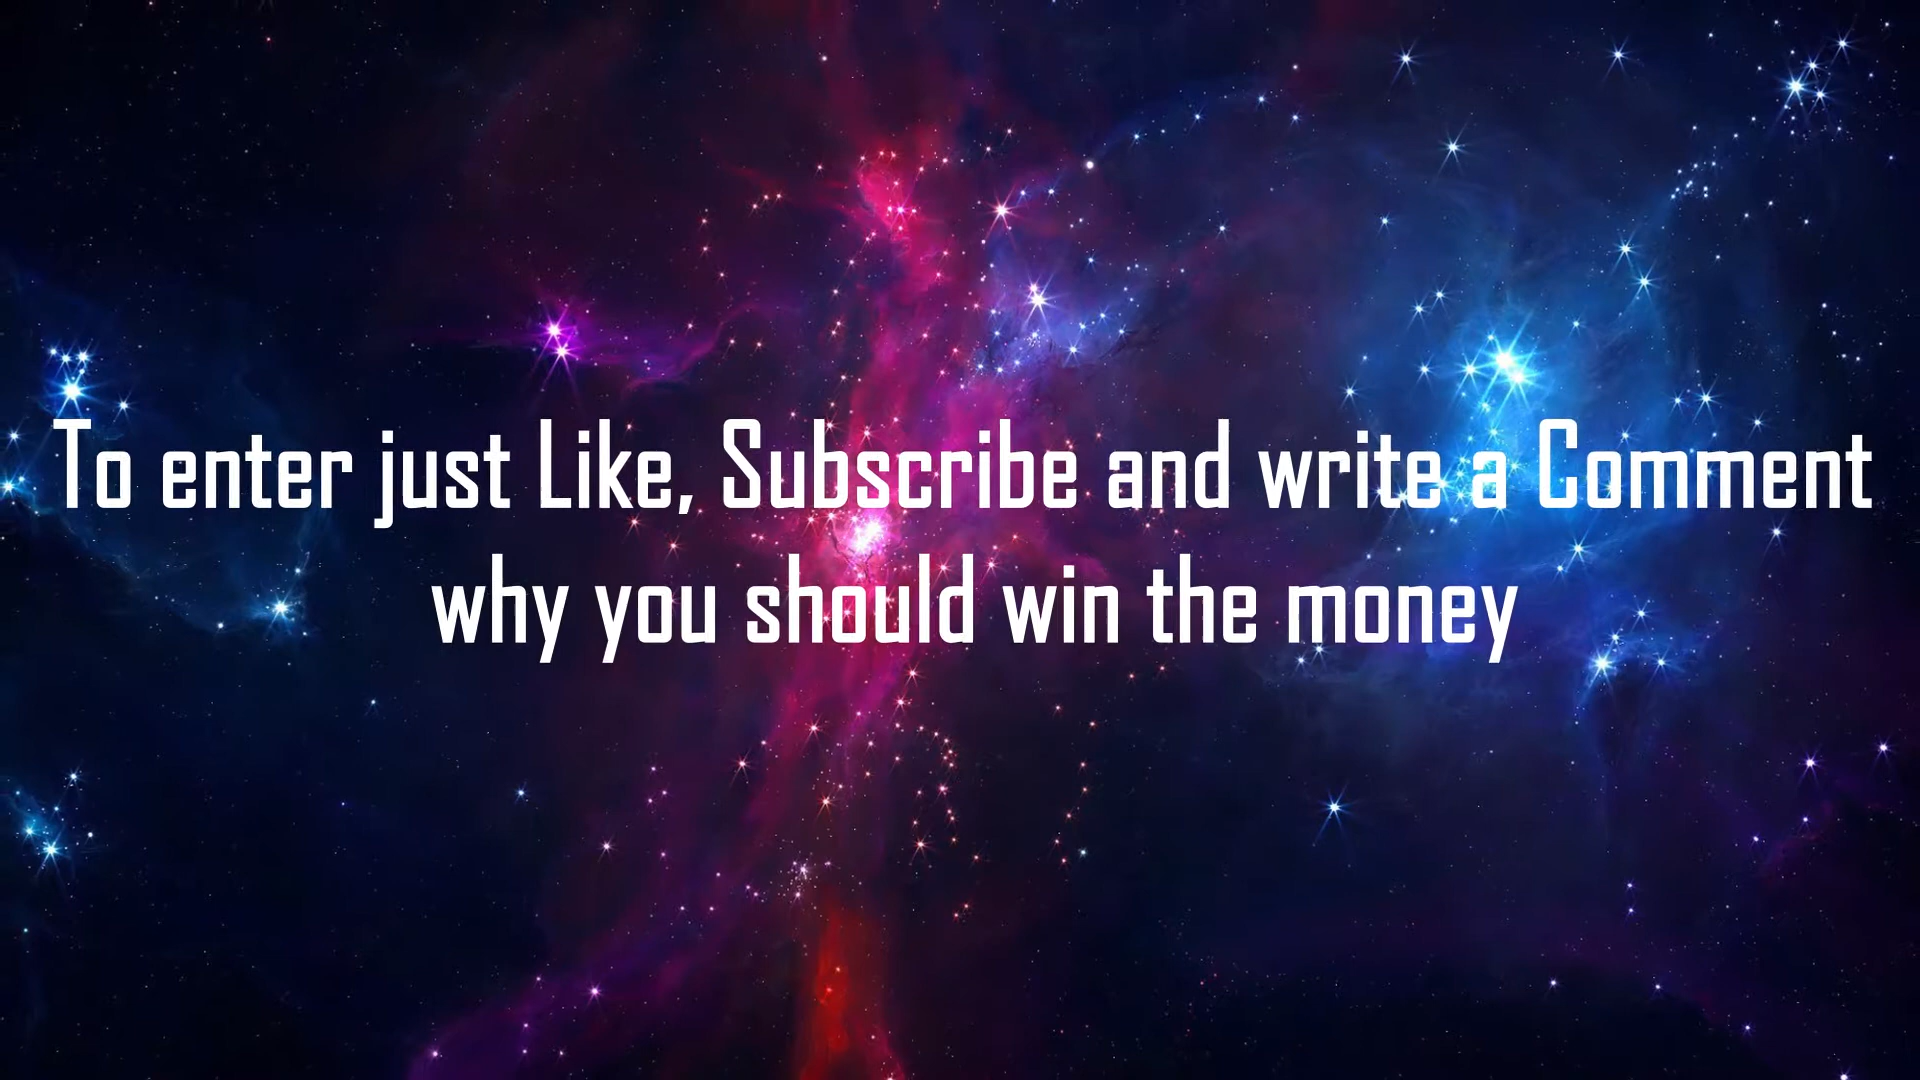 To enter just Like, Subscribe and write a Comment
why you should win the money